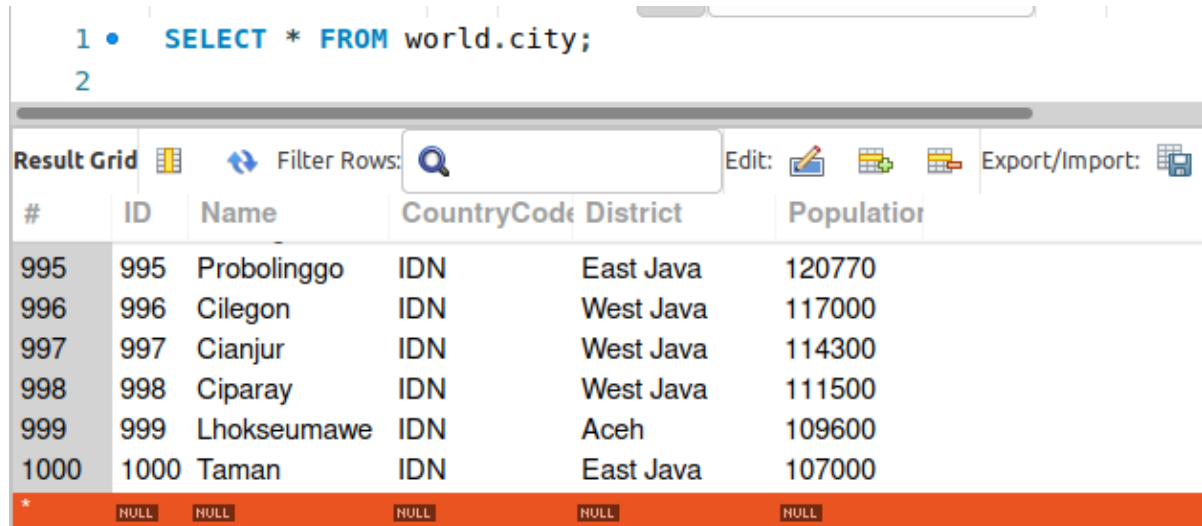 1 SELECT * FROM world.city;
2
Result Grid Filter Rows: Edit: Export/Import:
# ID Name CountryCode District Population
995 995 Probolinggo IDN East Java 120770
996 996 Cilegon IDN West Java 117000
997 997 Cianjur IDN West Java 114300
998 998 Ciparay IDN West Java 111500
999 999 Lhokseumawe IDN Aceh 109600
1000 1000 Taman IDN East Java 107000
* NULL NULL NULL NULL NULL